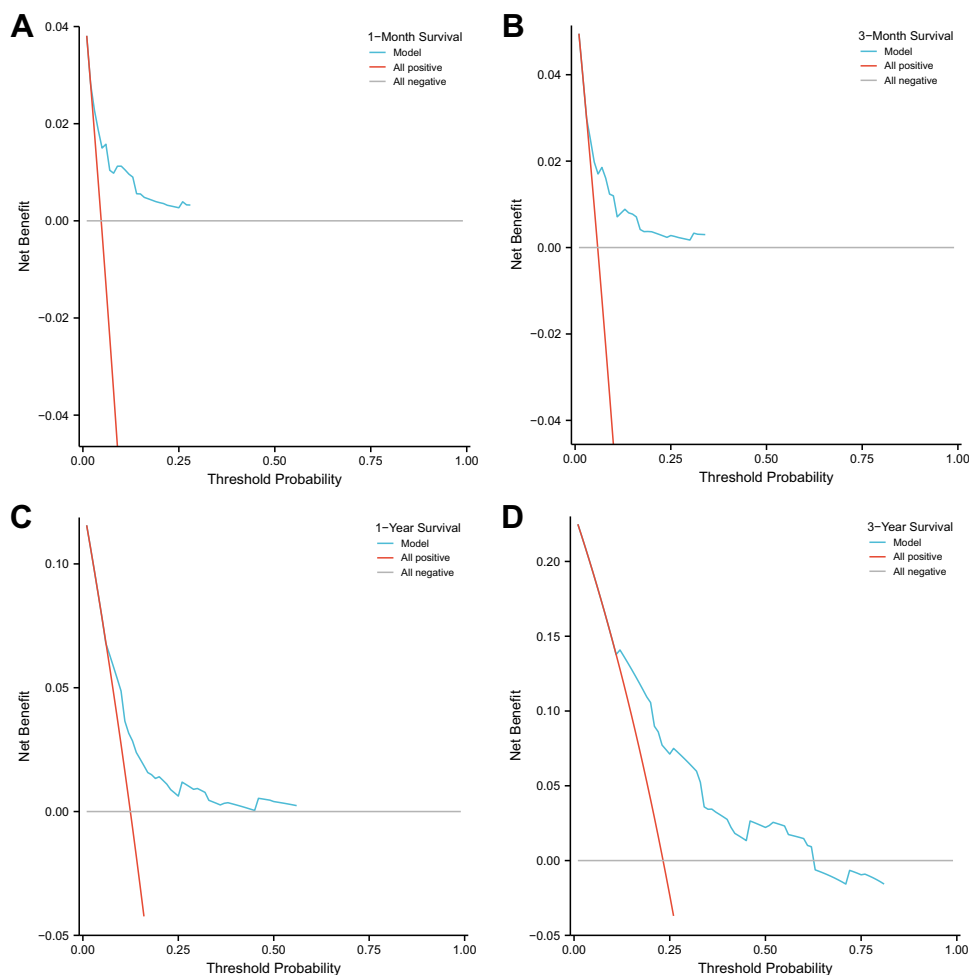 A
1−Month Survival
Model
All positive
All negative
0.04
0.02
0.00
−0.02
−0.04
Net Benefit
0.00
0.25
0.50
0.75
1.00
Threshold Probability
B
3−Month Survival
Model
All positive
All negative
0.04
0.02
0.00
−0.02
−0.04
Net Benefit
0.00
0.25
0.50
0.75
1.00
Threshold Probability
C
1−Year Survival
Model
All positive
All negative
0.10
0.05
0.00
−0.05
Net Benefit
0.00
0.25
0.50
0.75
1.00
Threshold Probability
D
3−Year Survival
Model
All positive
All negative
0.20
0.15
0.10
0.05
0.00
−0.05
Net Benefit
0.00
0.25
0.50
0.75
1.00
Threshold Probability